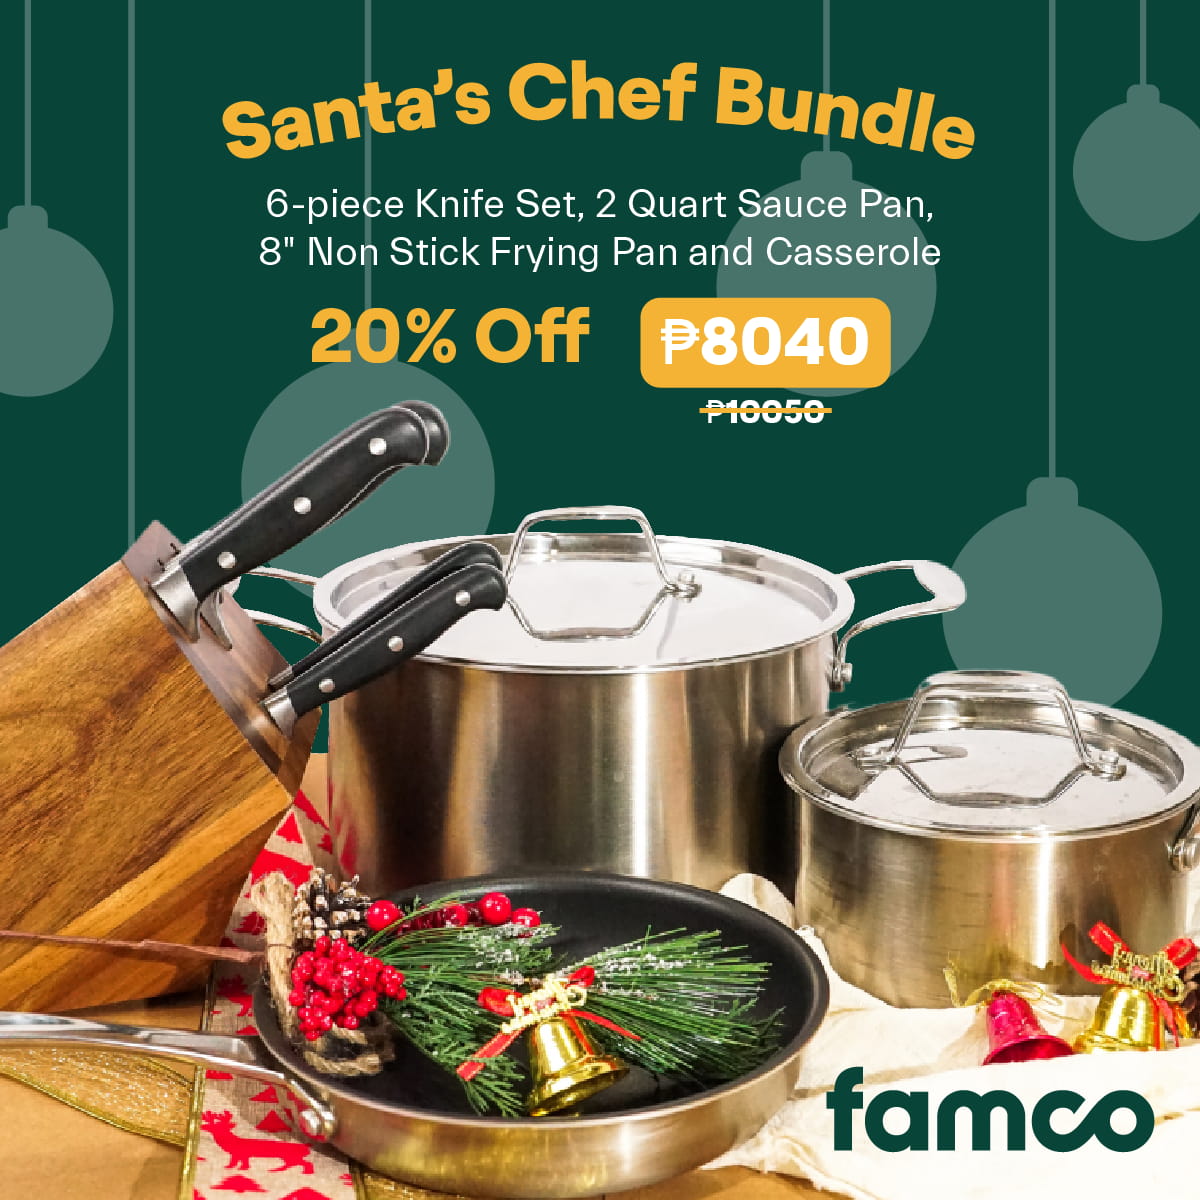 Santa's Chef Bundle
6-piece Knife Set, 2 Quart Sauce Pan,
8" Non Stick Frying Pan and Casserole
20% Off
₱8040
₱10050
famco